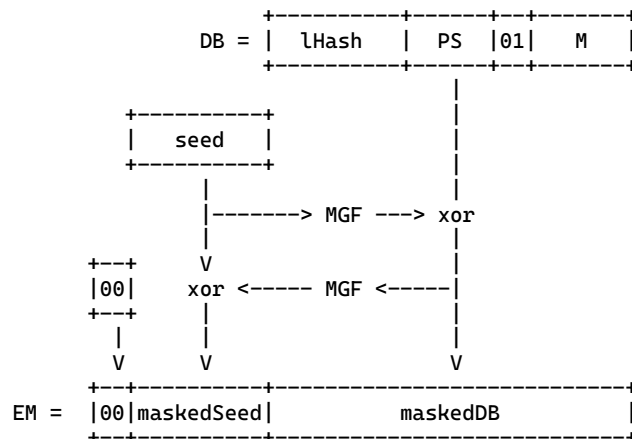 DB = | lHash | PS |01| M |
seed
MGF xor
|00| xor MGF
EM = |00|maskedSeed| maskedDB |